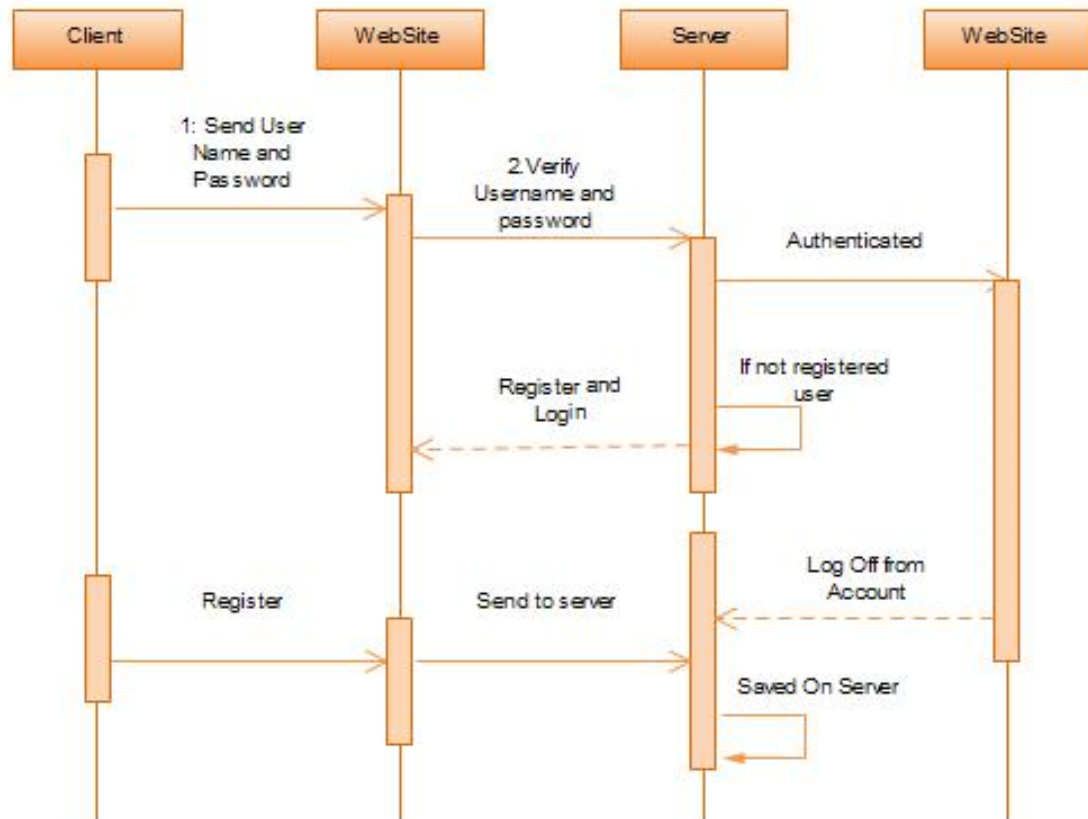 Client
WebSite
Server
WebSite
1: Send User
Name and
Password
2.Verify
Username and
password
Authenticated
If not registered
user
Register and
Login
Log Off from
Account
Register
Send to server
Saved On Server